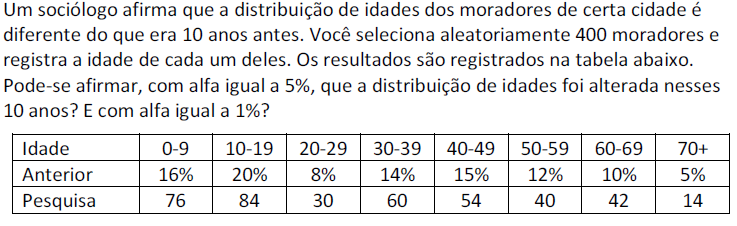 Um sociólogo afirma que a distribuição de idades dos moradores de certa cidade é
diferente do que era 10 anos antes. Você seleciona aleatoriamente 400 moradores e
registra a idade de cada um deles. Os resultados são registrados na tabela abaixo.
Pode-se afirmar, com alfa igual a 5%, que a distribuição de idades foi alterada nesses
10 anos? E com alfa igual a 1%?
Idade 0-9 10-19 20-29 30-39 40-49 50-59 60-69 70+
Anterior 16% 20% 8% 14% 15% 12% 10% 5%
Pesquisa 76 84 30 60 54 40 42 14